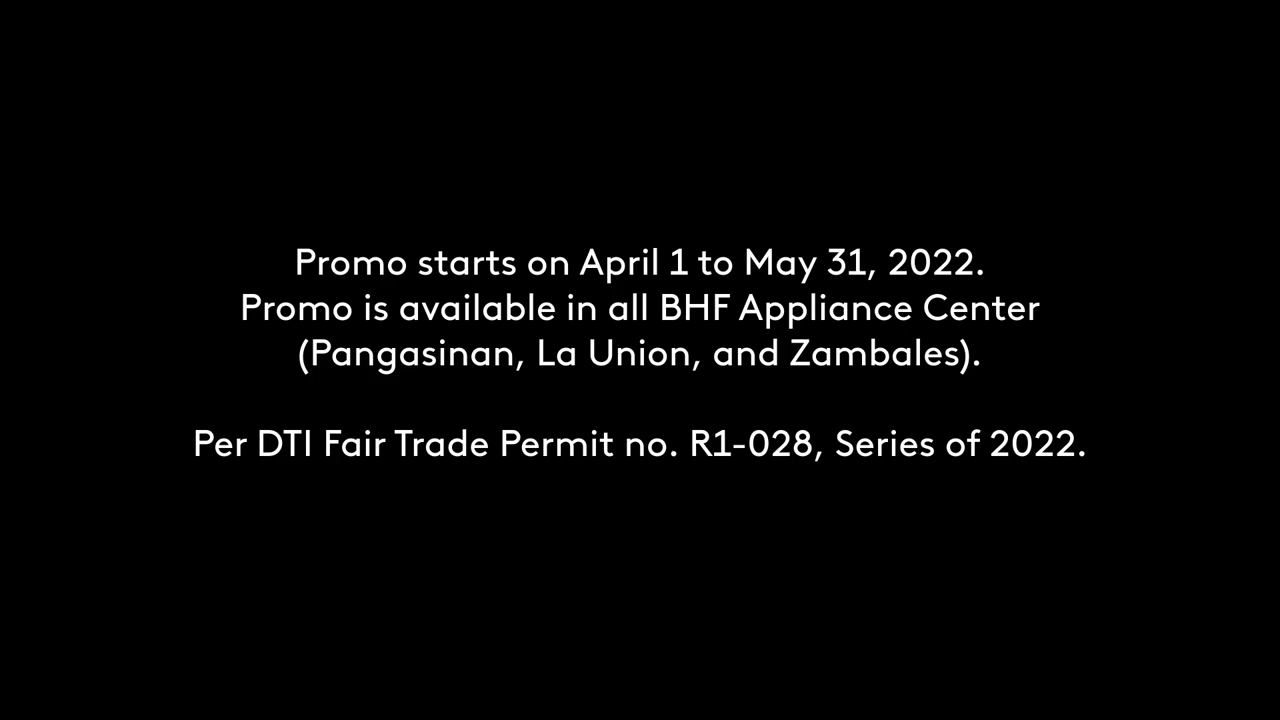 Promo starts on April 1 to May 31, 2022.
Promo is available in all BHF Appliance Center
(Pangasinan, La Union, and Zambales).
Per DTI Fair Trade Permit no. R1-028, Series of 2022.